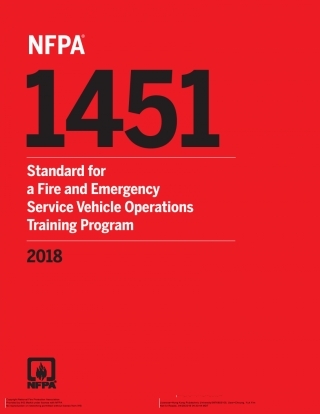 NFPA®
1451
Standard for
a Fire and Emergency
Service Vehicle Operations
Training Program
2018
NFPA®